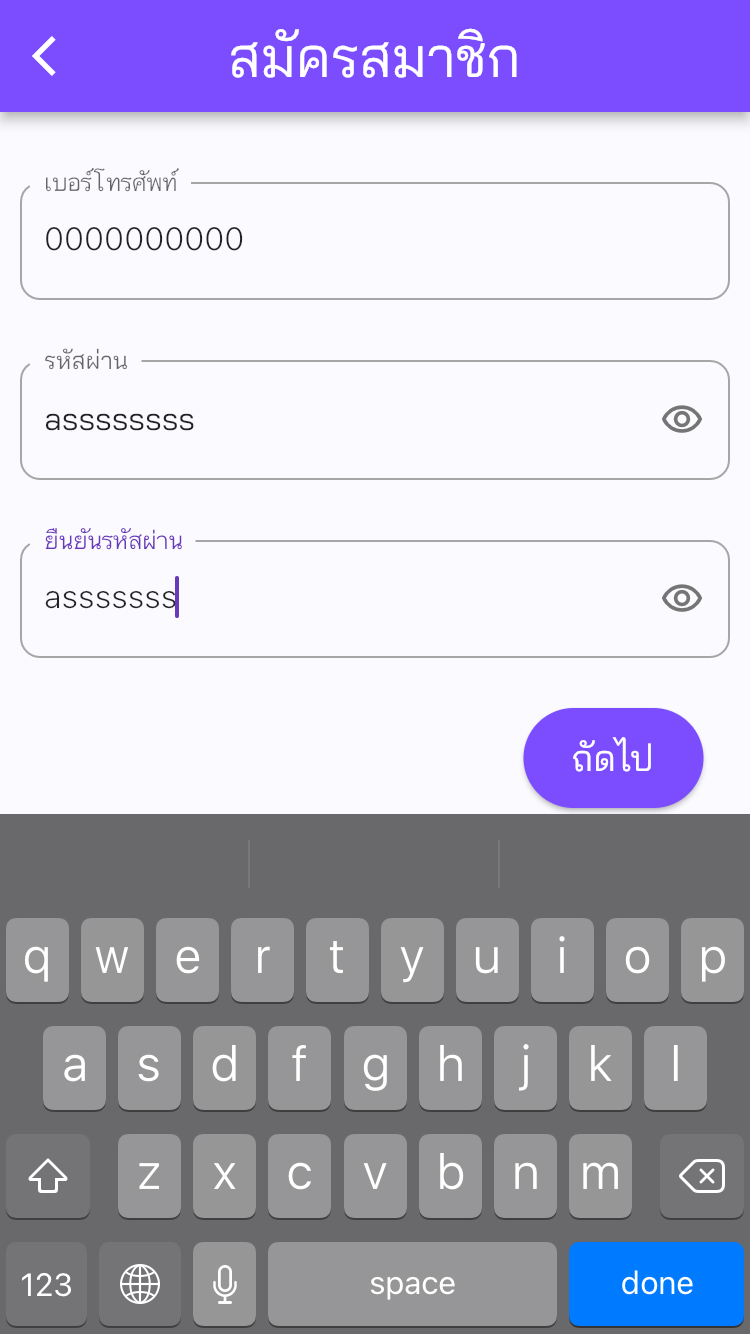 สมัครสมาชิก
เบอร์โทรศัพท์
0000000000
รหัสผ่าน
assssssss
ยืนยันรหัสผ่าน
asssssss
ถัดไป
q w e r t y u i o p
a s d f g h j k l
z x c v b n m
123 space done